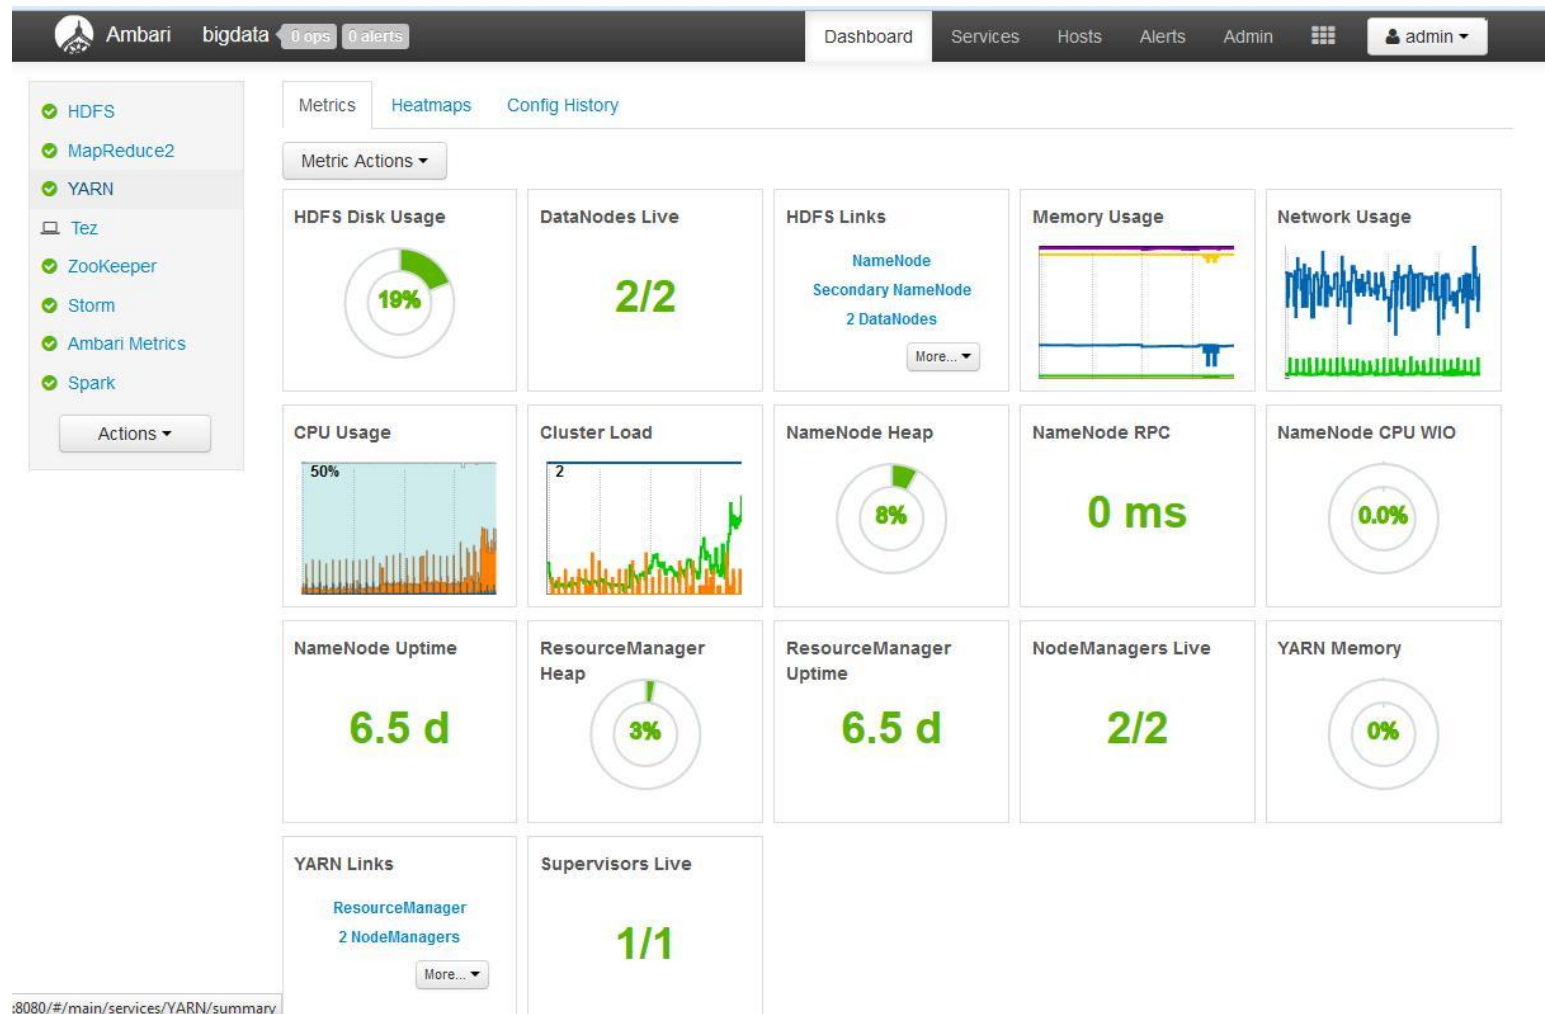 Ambari bigdata 0 ops 0 alerts Dashboard Services Hosts Alerts Admin admin
HDFS
MapReduce2
YARN
Tez
ZooKeeper
Storm
Ambari Metrics
Spark
Actions
Metrics Heatmaps Config History
Metric Actions
HDFS Disk Usage
19%
DataNodes Live
2/2
HDFS Links
NameNode
Secondary NameNode
2 DataNodes
More...
Memory Usage
Network Usage
CPU Usage
50%
Cluster Load
2
NameNode Heap
8%
NameNode RPC
0 ms
NameNode CPU WIO
0.0%
NameNode Uptime
6.5 d
ResourceManager
Heap
3%
ResourceManager
Uptime
6.5 d
NodeManagers Live
2/2
YARN Memory
0%
YARN Links
ResourceManager
2 NodeManagers
More...
Supervisors Live
1/1
:8080/#/main/services/YARN/summary